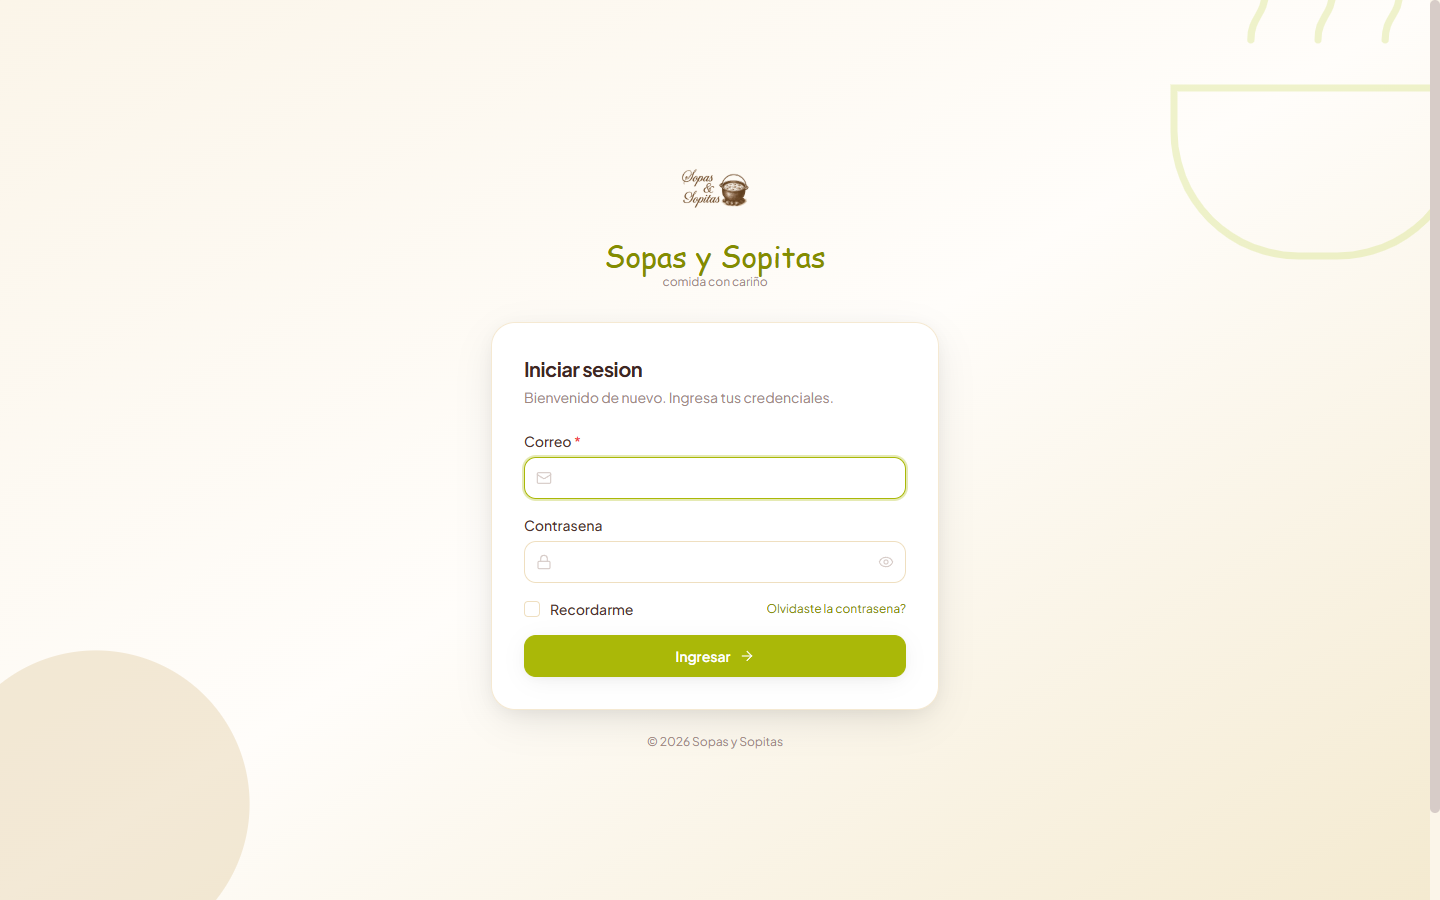 Sopas
&
Sopitas
Sopas y Sopitas
comida con cariño
Iniciar sesion
Bienvenido de nuevo. Ingresa tus credenciales.
Correo *
Contrasena
Recordarme
Olvidaste la contrasena?
Ingresar →
© 2026 Sopas y Sopitas